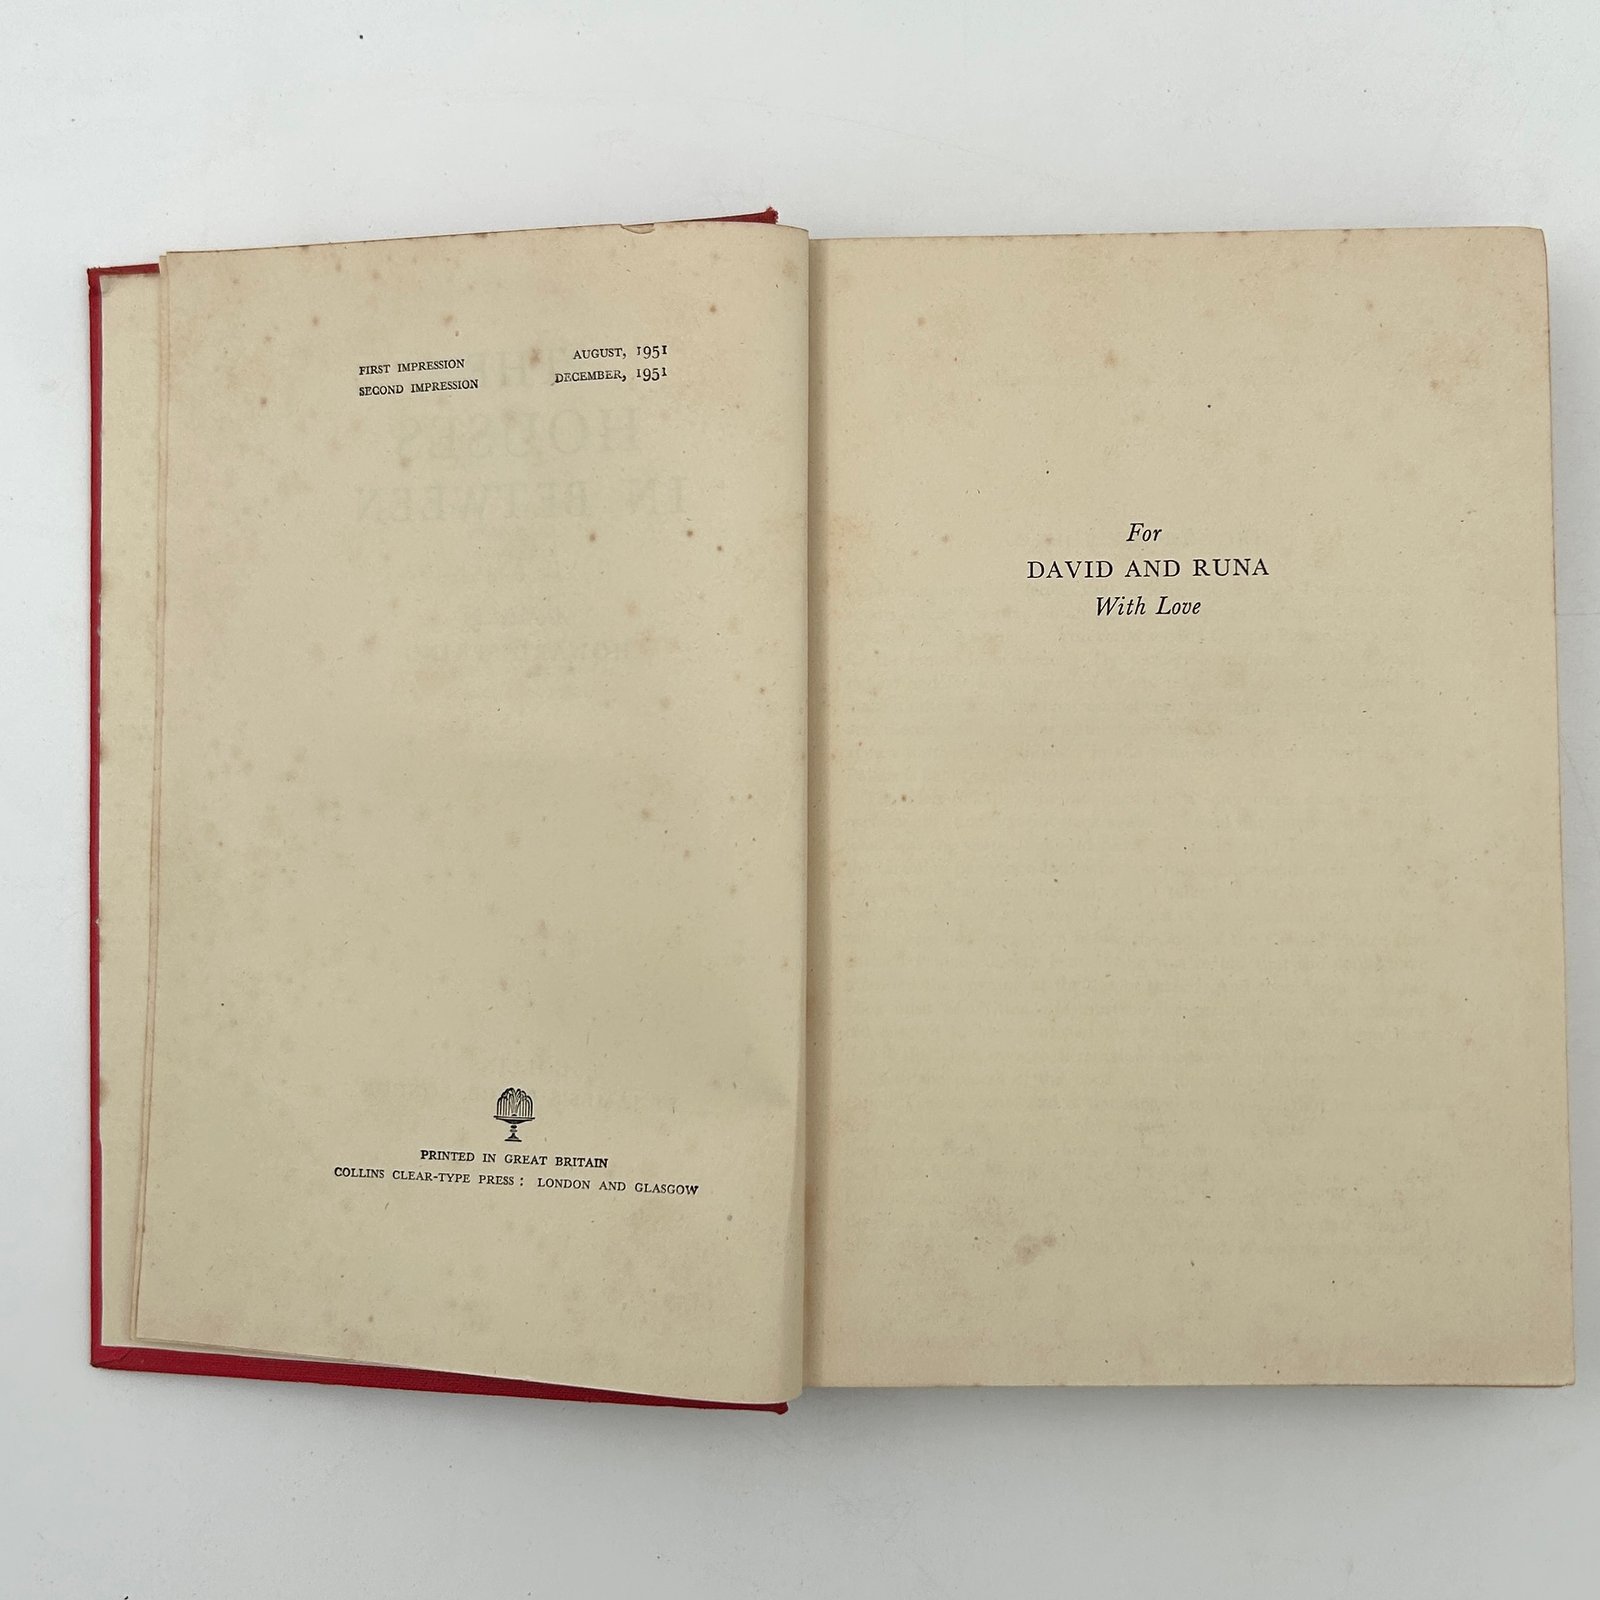 FIRST IMPRESSION AUGUST, 1951
SECOND IMPRESSION DECEMBER, 1951
PRINTED IN GREAT BRITAIN
COLLINS CLEAR-TYPE PRESS : LONDON AND GLASGOW
For
DAVID AND RUNA
With Love